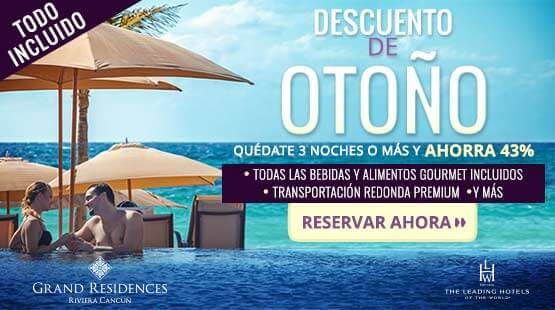 TODO
INCLUIDO
DESCUENTO
DE
OTOÑO
QUÉDATE 3 NOCHES O MÁS Y AHORRA 43%
• TODAS LAS BEBIDAS Y ALIMENTOS GOURMET INCLUIDOS
• TRANSPORTACIÓN REDONDA PREMIUM •Y MÁS
RESERVAR AHORA
GRAND RESIDENCES
RIVIERA CANCÚN
LHW
THE LEADING HOTELS
OF THE WORLD®